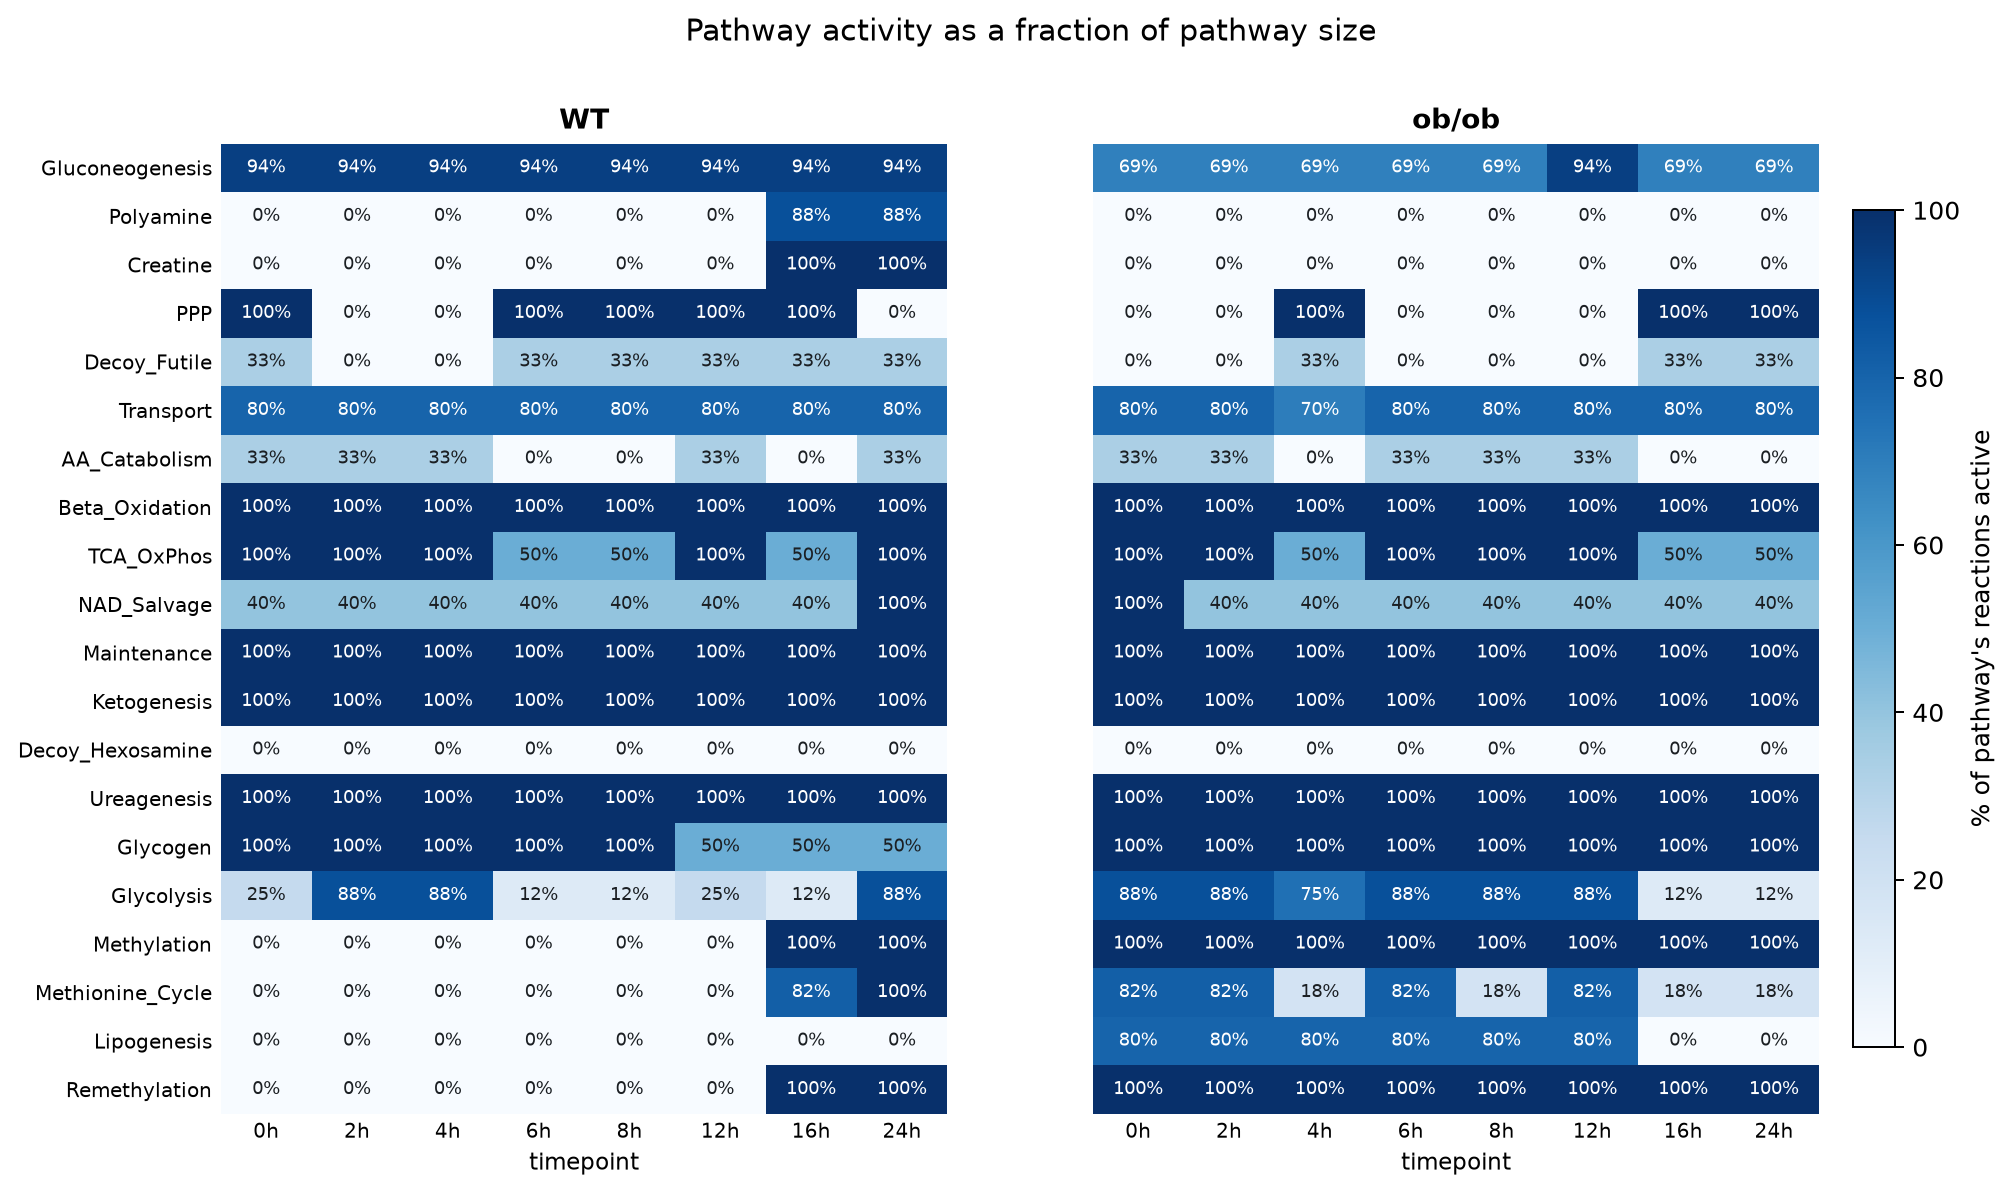 Pathway activity as a fraction of pathway size
WT
ob/ob
Gluconeogenesis 94% 94% 94% 94% 94% 94% 94% 94% 69% 69% 69% 69% 69% 94% 69% 69%
Polyamine 0% 0% 0% 0% 0% 0% 88% 88% 0% 0% 0% 0% 0% 0% 0% 0%
Creatine 0% 0% 0% 0% 0% 0% 100% 100% 0% 0% 0% 0% 0% 0% 0% 0%
PPP 100% 0% 0% 100% 100% 100% 100% 0% 0% 0% 100% 0% 0% 0% 100% 100%
Decoy_Futile 33% 0% 0% 33% 33% 33% 33% 33% 0% 0% 33% 0% 0% 0% 33% 33%
Transport 80% 80% 80% 80% 80% 80% 80% 80% 80% 80% 70% 80% 80% 80% 80% 80%
AA_Catabolism 33% 33% 33% 0% 0% 33% 0% 33% 33% 33% 0% 33% 33% 33% 0% 0%
Beta_Oxidation 100% 100% 100% 100% 100% 100% 100% 100% 100% 100% 100% 100% 100% 100% 100% 100%
TCA_OxPhos 100% 100% 100% 50% 50% 100% 50% 100% 100% 100% 50% 100% 100% 100% 50% 50%
NAD_Salvage 40% 40% 40% 40% 40% 40% 40% 100% 100% 40% 40% 40% 40% 40% 40% 40%
Maintenance 100% 100% 100% 100% 100% 100% 100% 100% 100% 100% 100% 100% 100% 100% 100% 100%
Ketogenesis 100% 100% 100% 100% 100% 100% 100% 100% 100% 100% 100% 100% 100% 100% 100% 100%
Decoy_Hexosamine 0% 0% 0% 0% 0% 0% 0% 0% 0% 0% 0% 0% 0% 0% 0% 0%
Ureagenesis 100% 100% 100% 100% 100% 100% 100% 100% 100% 100% 100% 100% 100% 100% 100% 100%
Glycogen 100% 100% 100% 100% 100% 50% 50% 50% 100% 100% 100% 100% 100% 100% 100% 100%
Glycolysis 25% 88% 88% 12% 12% 25% 12% 88% 88% 88% 75% 88% 88% 88% 12% 12%
Methylation 0% 0% 0% 0% 0% 0% 100% 100% 100% 100% 100% 100% 100% 100% 100% 100%
Methionine_Cycle 0% 0% 0% 0% 0% 0% 82% 100% 82% 82% 18% 82% 18% 82% 18% 18%
Lipogenesis 0% 0% 0% 0% 0% 0% 0% 0% 80% 80% 80% 80% 80% 80% 0% 0%
Remethylation 0% 0% 0% 0% 0% 0% 100% 100% 100% 100% 100% 100% 100% 100% 100% 100%
0h 2h 4h 6h 8h 12h 16h 24h 0h 2h 4h 6h 8h 12h 16h 24h
timepoint
timepoint
100
80
60
40
20
0
% of pathway's reactions active